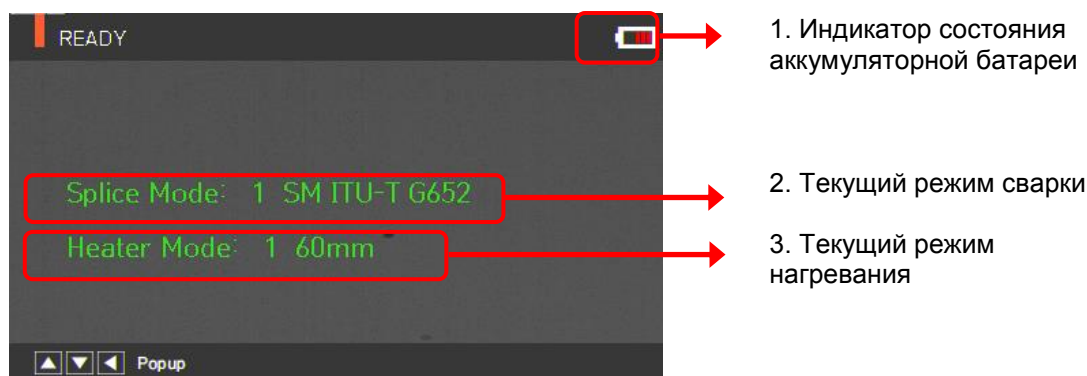 READY
1. Индикатор состояния
аккумуляторной батареи
Splice Mode: 1 SM ITU-T G652
2. Текущий режим сварки
Heater Mode: 1 60mm
3. Текущий режим
нагревания
Popup